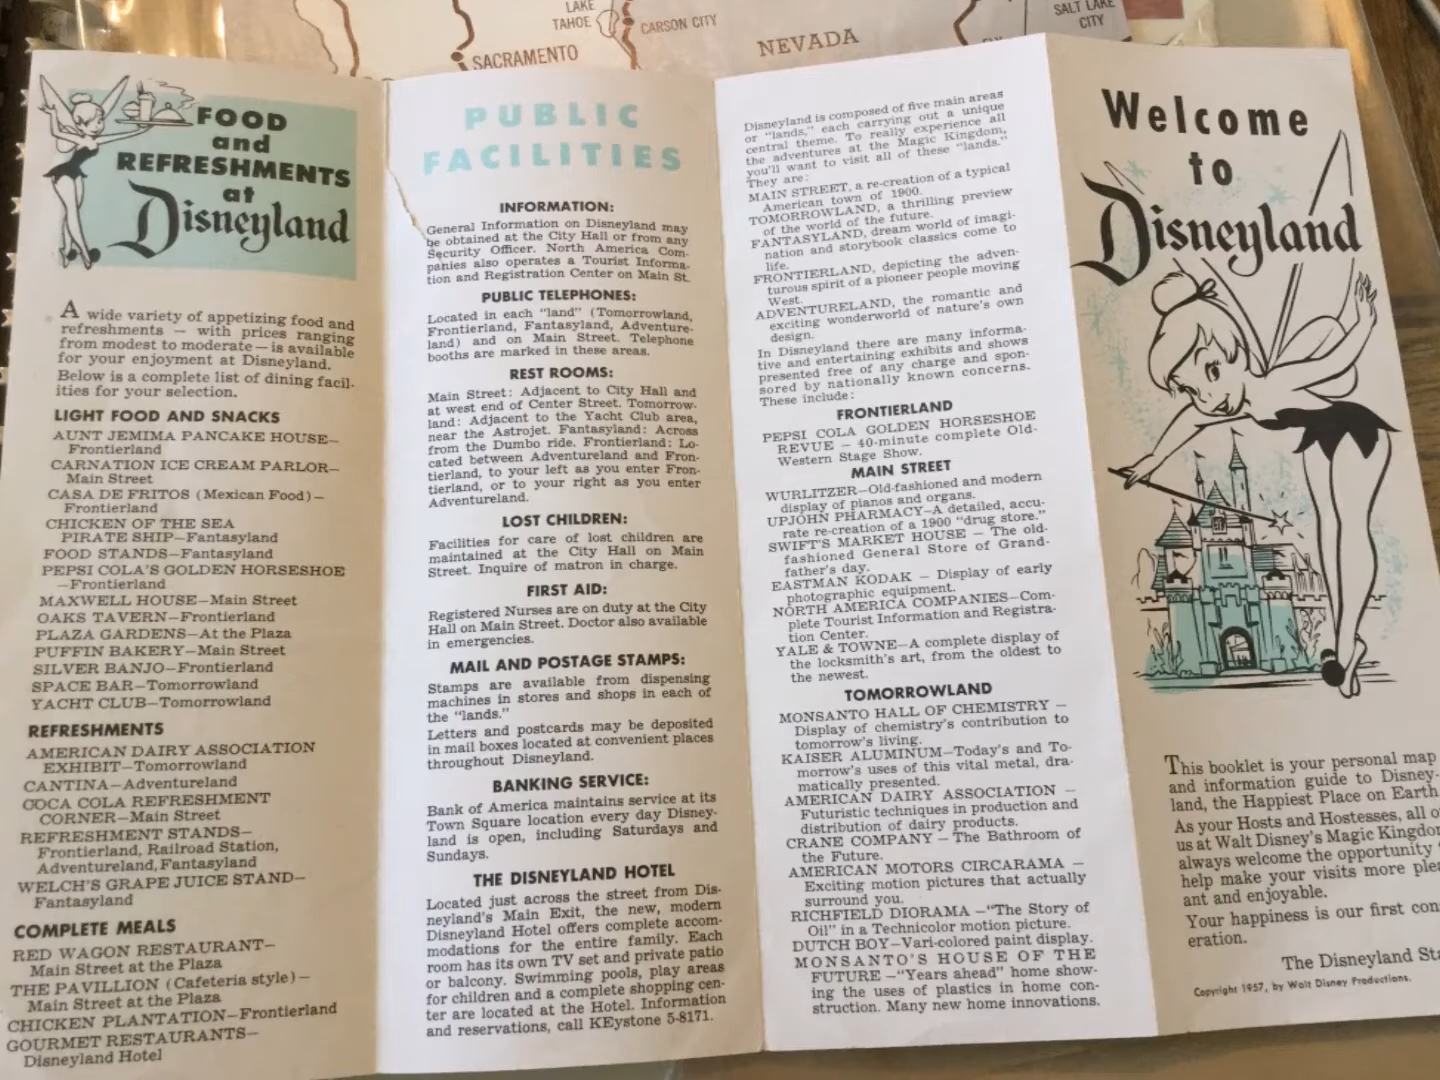 LAKE
TAHOE
CARSON CITY
SACRAMENTO
NEVADA
SALT LAKE
CITY
FOOD
and
REFRESHMENTS
at
Disneyland
A wide variety of appetizing food and
refreshments — with prices ranging
from modest to moderate — is available
for your enjoyment at Disneyland.
Below is a complete list of dining facil-
ities for your selection.
LIGHT FOOD AND SNACKS
AUNT JEMIMA PANCAKE HOUSE—
Frontierland
CARNATION ICE CREAM PARLOR—
Main Street
CASA DE FRITOS (Mexican Food)—
Frontierland
CHICKEN OF THE SEA
PIRATE SHIP—Fantasyland
FOOD STANDS—Fantasyland
PEPSI COLA'S GOLDEN HORSESHOE
—Frontierland
MAXWELL HOUSE—Main Street
OAKS TAVERN—Frontierland
PLAZA GARDENS—At the Plaza
PUFFIN BAKERY—Main Street
SILVER BANJO—Frontierland
SPACE BAR—Tomorrowland
YACHT CLUB—Tomorrowland
REFRESHMENTS
AMERICAN DAIRY ASSOCIATION
EXHIBIT—Tomorrowland
CANTINA—Adventureland
COCA COLA REFRESHMENT
CORNER—Main Street
REFRESHMENT STANDS—
Frontierland, Railroad Station,
Adventureland, Fantasyland
WELCH'S GRAPE JUICE STAND—
Fantasyland
COMPLETE MEALS
RED WAGON RESTAURANT—
Main Street at the Plaza
THE PAVILLION (Cafeteria style)—
Main Street at the Plaza
CHICKEN PLANTATION—Frontierland
GOURMET RESTAURANTS—
Disneyland Hotel
PUBLIC
FACILITIES
INFORMATION:
General Information on Disneyland may
be obtained at the City Hall or from any
Security Officer. North America Com-
panies also operates a Tourist Informa-
tion and Registration Center on Main St.
PUBLIC TELEPHONES:
Located in each "land" (Tomorrowland,
Frontierland, Fantasyland, Adventure-
land) and on Main Street. Telephone
booths are marked in these areas.
REST ROOMS:
Main Street: Adjacent to City Hall and
at west end of Center Street. Tomorrow-
land: Adjacent to the Yacht Club area,
near the Astrojet. Fantasyland: Across
from the Dumbo ride. Frontierland: Lo-
cated between Adventureland and Fron-
tierland, to your left as you enter Fron-
tierland, or to your right as you enter
Adventureland.
LOST CHILDREN:
Facilities for care of lost children are
maintained at the City Hall on Main
Street. Inquire of matron in charge.
FIRST AID:
Registered Nurses are on duty at the City
Hall on Main Street. Doctor also available
in emergencies.
MAIL AND POSTAGE STAMPS:
Stamps are available from dispensing
machines in stores and shops in each of
the "lands."
Letters and postcards may be deposited
in mail boxes located at convenient places
throughout Disneyland.
BANKING SERVICE:
Bank of America maintains service at its
Town Square location every day Disney-
land is open, including Saturdays and
Sundays.
THE DISNEYLAND HOTEL
Located just across the street from Dis-
neyland's Main Exit, the new, modern
Disneyland Hotel offers complete accom-
modations for the entire family. Each
room has its own TV set and private patio
or balcony. Swimming pools, play areas
for children and a complete shopping cen-
ter are located at the Hotel. Information
and reservations, call KEystone 5-8171.
Disneyland is composed of five main areas
or "lands," each carrying out a unique
central theme. To really experience all
the adventures at the Magic Kingdom,
you'll want to visit all of these "lands."
They are:
MAIN STREET, a re-creation of a typical
American town of 1900.
TOMORROWLAND, a thrilling preview
of the world of the future.
FANTASYLAND, dream world of imagi-
nation and storybook classics come to
life.
FRONTIERLAND, depicting the adven-
turous spirit of a pioneer people moving
West.
ADVENTURELAND, the romantic and
exciting wonderworld of nature's own
design.
In Disneyland there are many informa-
tive and entertaining exhibits and shows
presented free of any charge and spon-
sored by nationally known concerns.
These include:
FRONTIERLAND
PEPSI COLA GOLDEN HORSESHOE
REVUE — 40-minute complete Old-
Western Stage Show.
MAIN STREET
WURLITZER—Old-fashioned and modern
display of pianos and organs.
UPJOHN PHARMACY—A detailed, accu-
rate re-creation of a 1900 "drug store."
SWIFT'S MARKET HOUSE — The old-
fashioned General Store of Grand-
father's day.
EASTMAN KODAK — Display of early
photographic equipment.
NORTH AMERICA COMPANIES—Com-
plete Tourist Information and Registra-
tion Center.
YALE & TOWNE—A complete display of
the locksmith's art, from the oldest to
the newest.
TOMORROWLAND
MONSANTO HALL OF CHEMISTRY —
Display of chemistry's contribution to
tomorrow's living.
KAISER ALUMINUM—Today's and To-
morrow's uses of this vital metal, dra-
matically presented.
AMERICAN DAIRY ASSOCIATION —
Futuristic techniques in production and
distribution of dairy products.
CRANE COMPANY — The Bathroom of
the Future.
AMERICAN MOTORS CIRCARAMA —
Exciting motion pictures that actually
surround you.
RICHFIELD DIORAMA —"The Story of
Oil" in a Technicolor motion picture.
DUTCH BOY—Vari-colored paint display.
MONSANTO'S HOUSE OF THE
FUTURE —"Years ahead" home show-
ing the uses of plastics in home con-
struction. Many new home innovations.
Welcome
to
Disneyland
This booklet is your personal map
and information guide to Disney-
land, the Happiest Place on Earth
As your Hosts and Hostesses, all o
us at Walt Disney's Magic Kingdo
always welcome the opportunity
help make your visits more plea
ant and enjoyable.
Your happiness is our first con
eration.
The Disneyland Sta
Copyright 1957, by Walt Disney Productions.